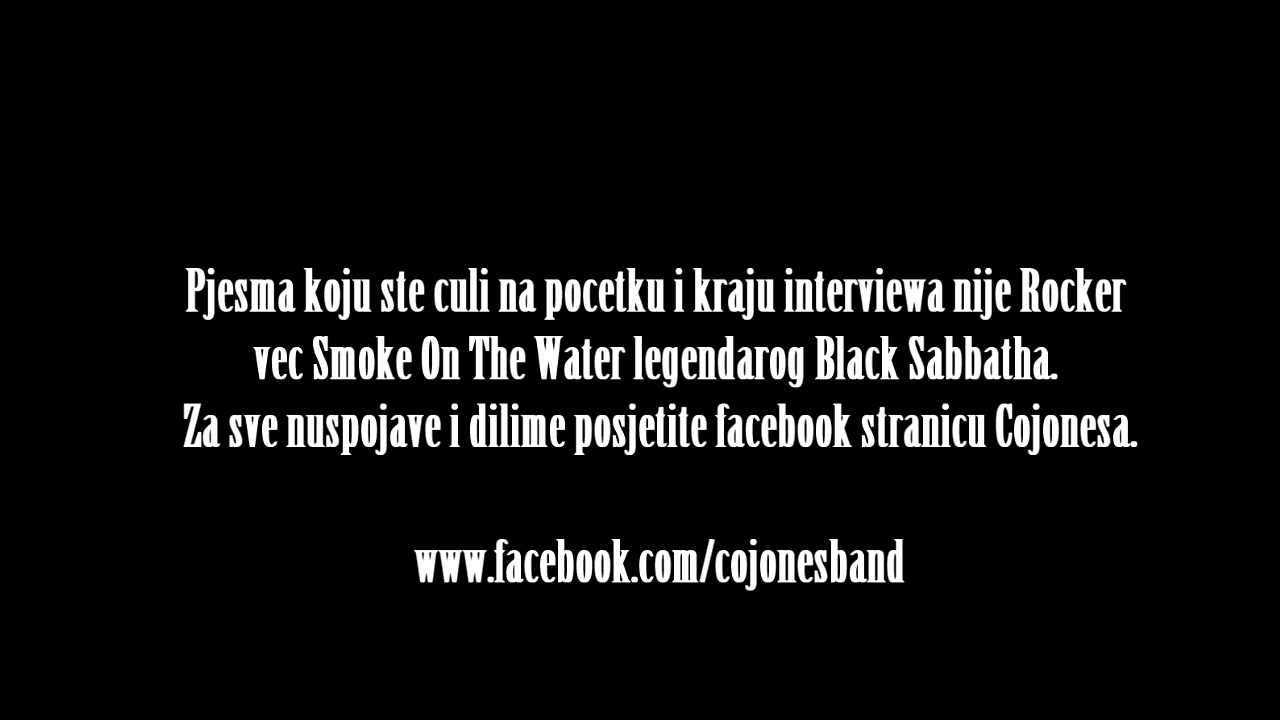 Pjesma koju ste culi na pocetku i kraju interviewa nije Rocker
vec Smoke On The Water legendarog Black Sabbatha.
Za sve nuspojave i dilime posjetite facebook stranicu Cojonesa.
www.facebook.com/cojonesband